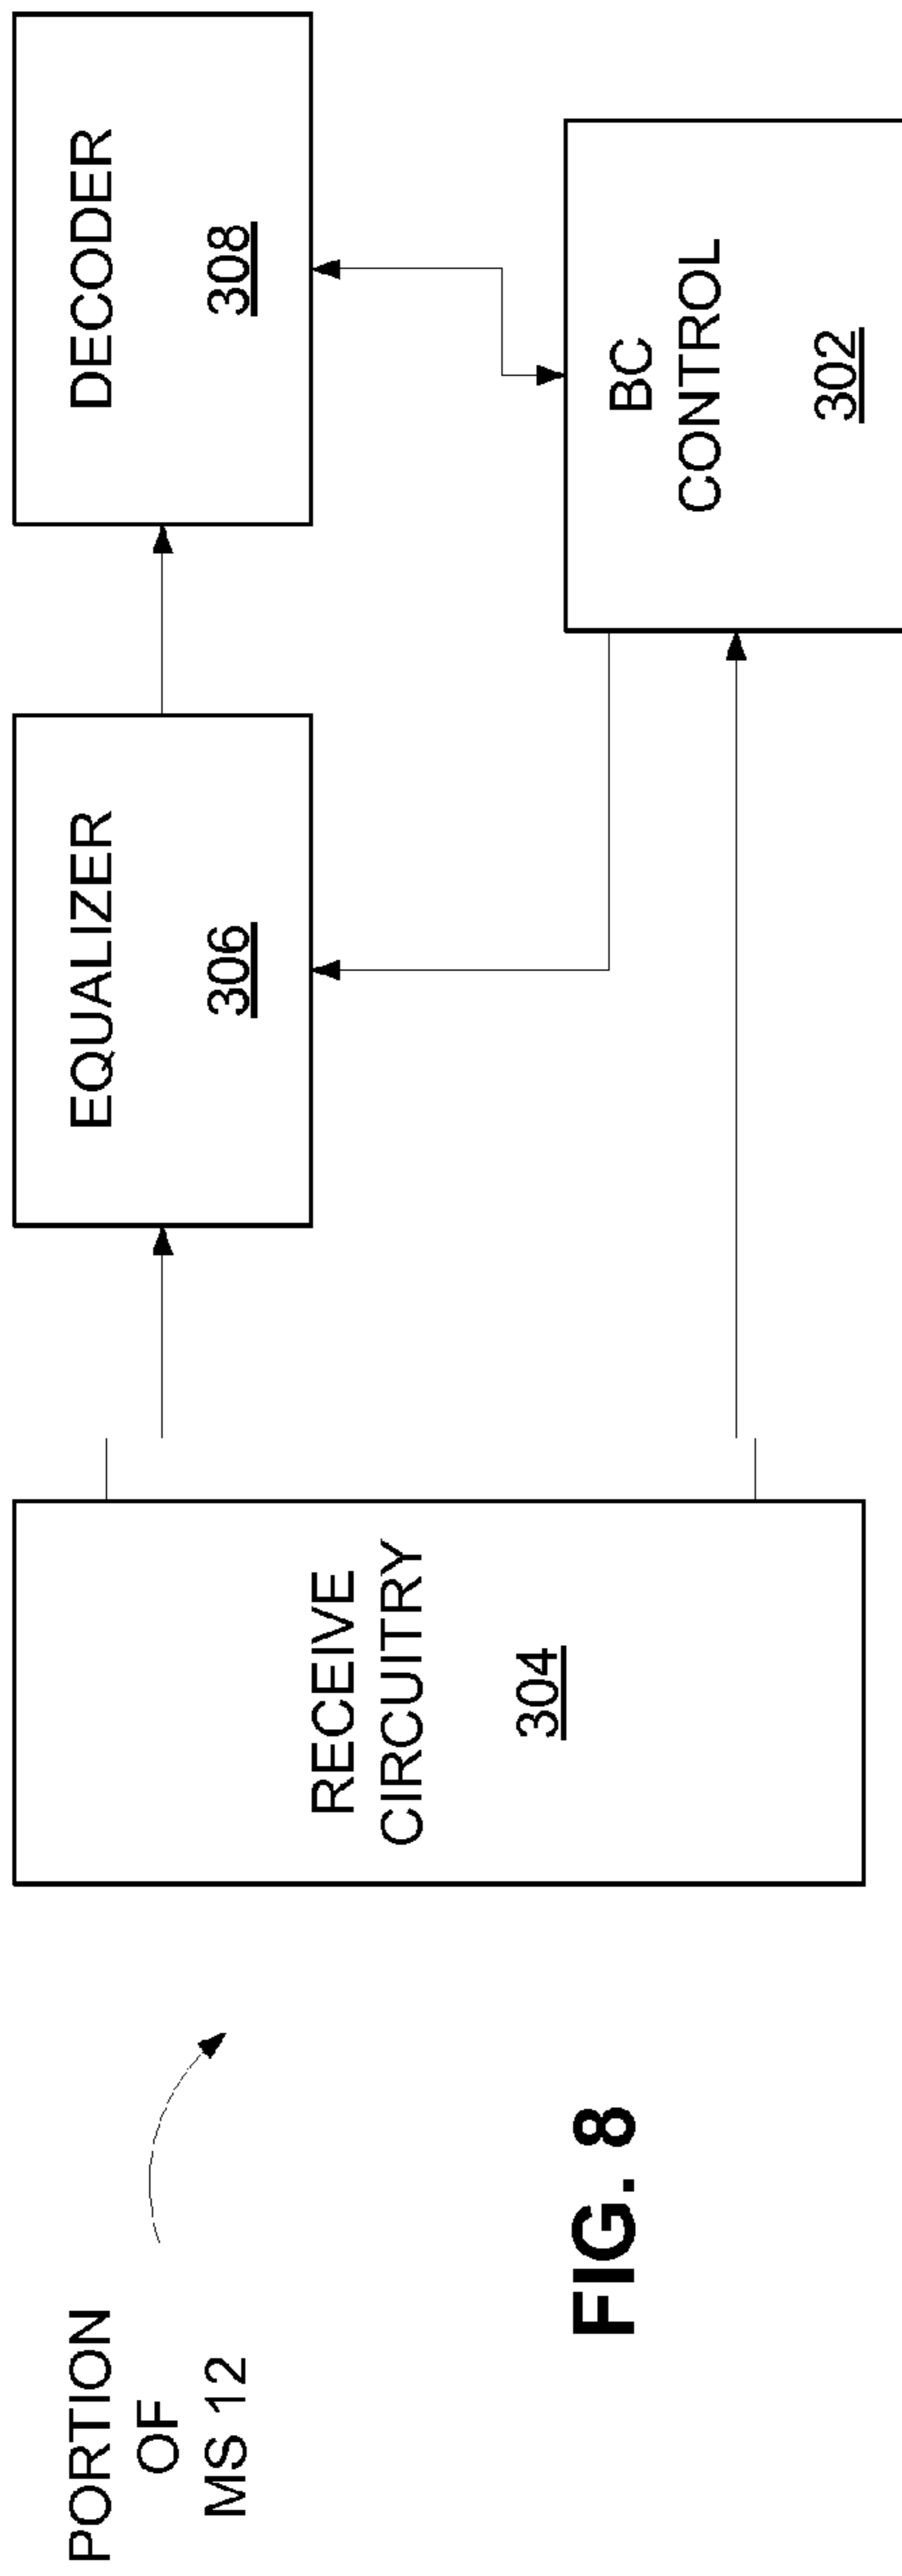 PORTION
OF
MS 12
RECEIVE
CIRCUITRY
304
EQUALIZER
306
DECODER
308
BC
CONTROL
302
FIG. 8